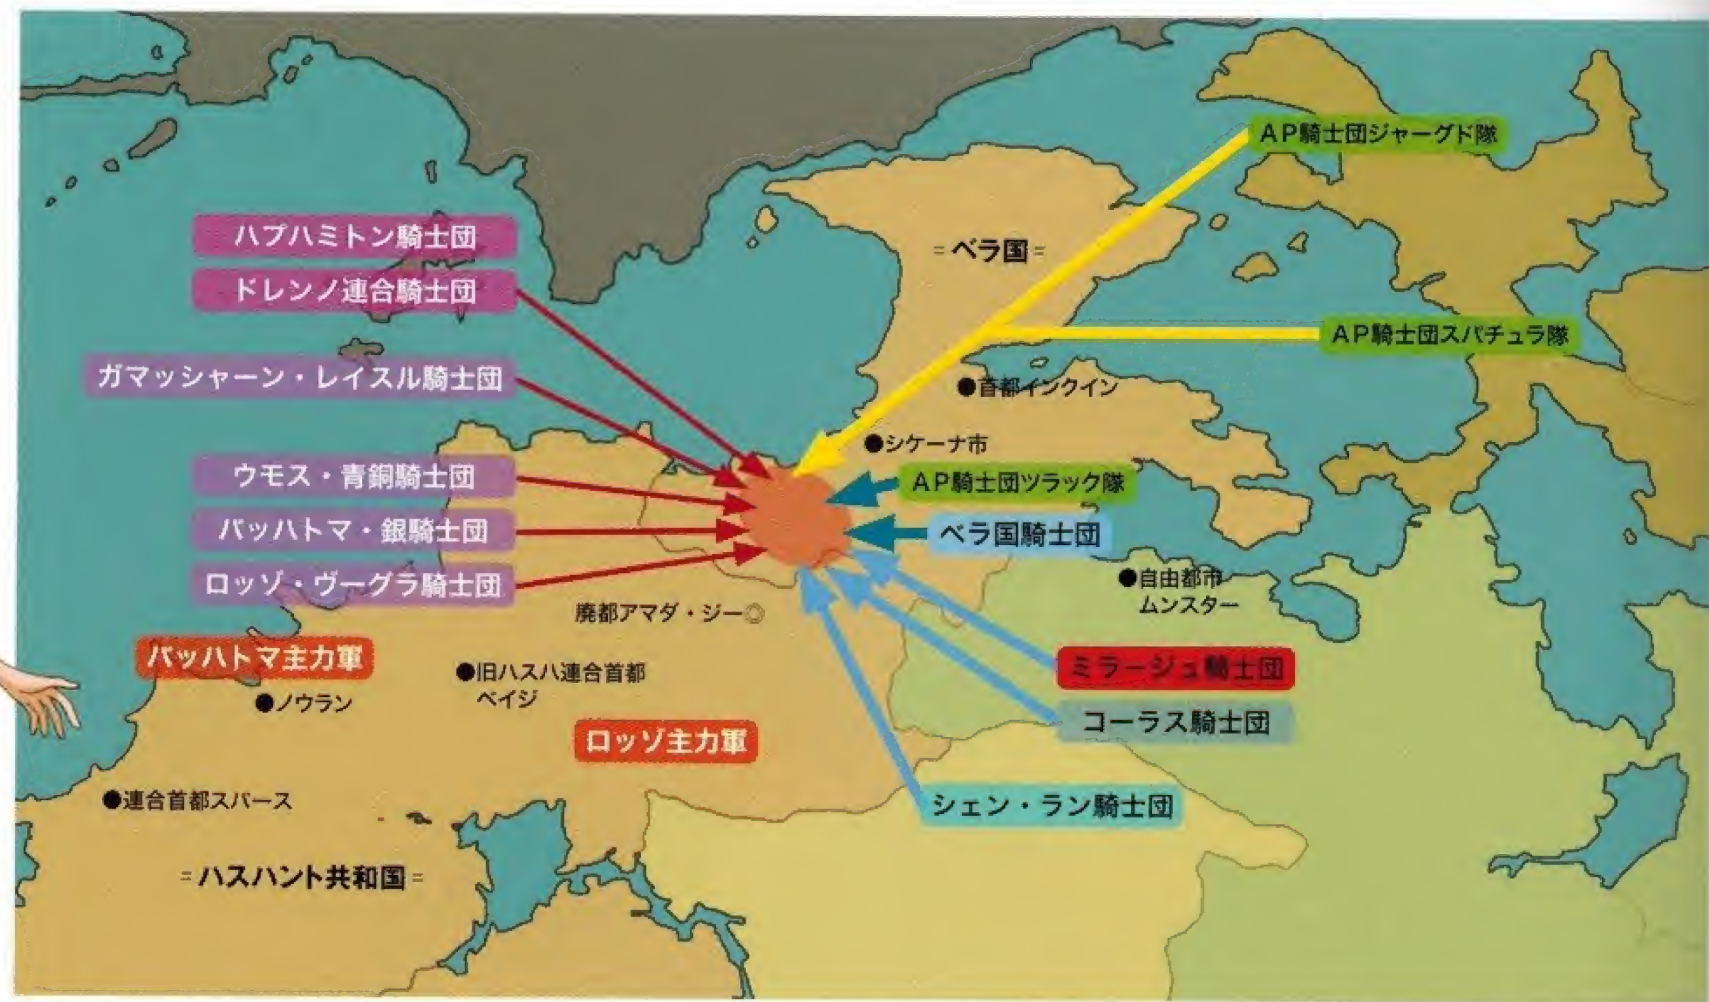 AP騎士団ジャーグド隊
ハプハミトン騎士団
=ベラ国=
ドレンノ連合騎士団
AP騎士団スパチュラ隊
ガマッシャーン・レイスル騎士団
●首都インクイン
●シケーナ市
ウモス・青銅騎士団
AP騎士団ツラック隊
バッハトマ・銀騎士団
ベラ国騎士団
ロッゾ・ヴーグラ騎士団
●自由都市
ムンスター
廃都アマダ・ジー◎
バッハトマ主力軍
ミラージュ騎士団
●旧ハスハ連合首都
ベイジ
●ノウラン
コーラス騎士団
ロッゾ主力軍
●連合首都スバース
シェン・ラン騎士団
=ハスハント共和国=